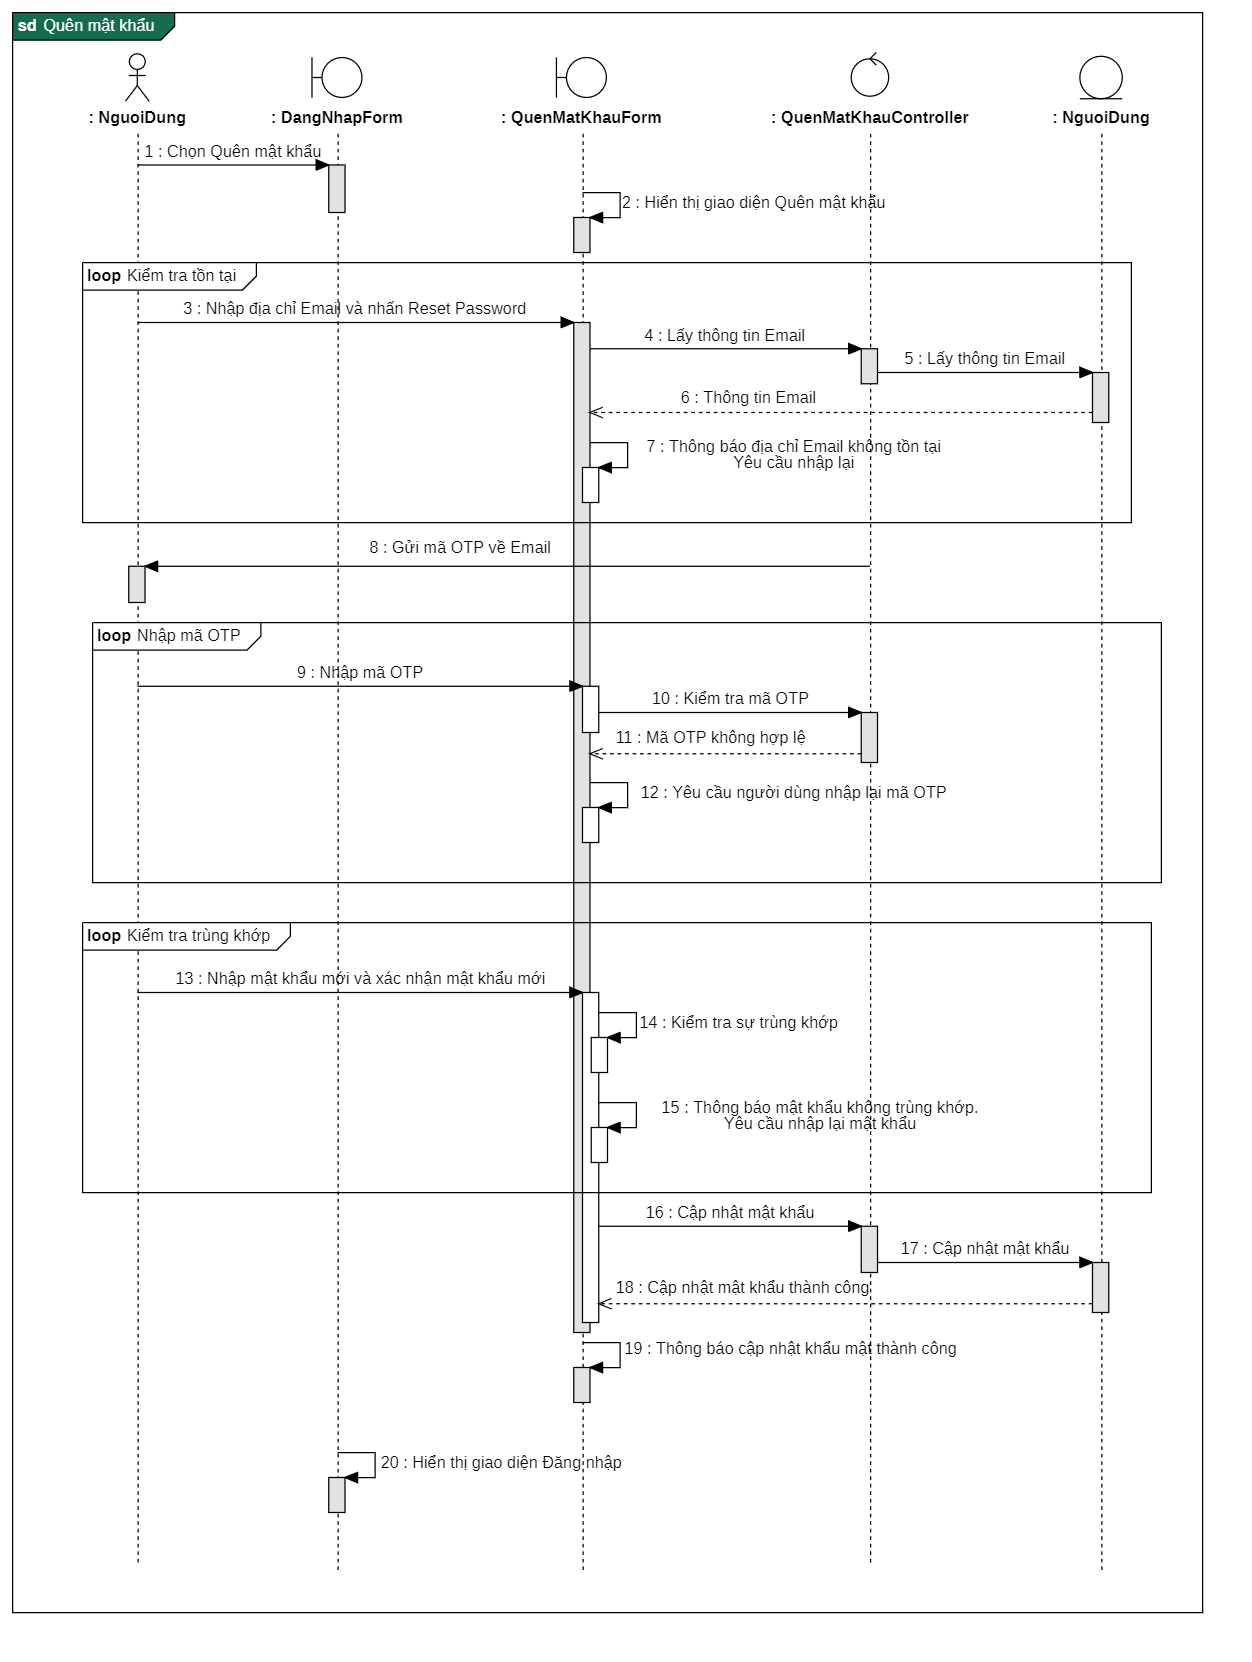 sd Quên mật khẩu
: NguoiDung
: DangNhapForm
: QuenMatKhauForm
: QuenMatKhauController
: NguoiDung
1 : Chọn Quên mật khẩu
2 : Hiển thị giao diện Quên mật khẩu
loop Kiểm tra tồn tại
3 : Nhập địa chỉ Email và nhấn Reset Password
4 : Lấy thông tin Email
5 : Lấy thông tin Email
6 : Thông tin Email
7 : Thông báo địa chỉ Email không tồn tại
Yêu cầu nhập lại
8 : Gửi mã OTP về Email
loop Nhập mã OTP
9 : Nhập mã OTP
10 : Kiểm tra mã OTP
11 : Mã OTP không hợp lệ
12 : Yêu cầu người dùng nhập lại mã OTP
loop Kiểm tra trùng khớp
13 : Nhập mật khẩu mới và xác nhận mật khẩu mới
14 : Kiểm tra sự trùng khớp
15 : Thông báo mật khẩu không trùng khớp.
Yêu cầu nhập lại mật khẩu
16 : Cập nhật mật khẩu
17 : Cập nhật mật khẩu
18 : Cập nhật mật khẩu thành công
19 : Thông báo cập nhật khẩu mật thành công
20 : Hiển thị giao diện Đăng nhập